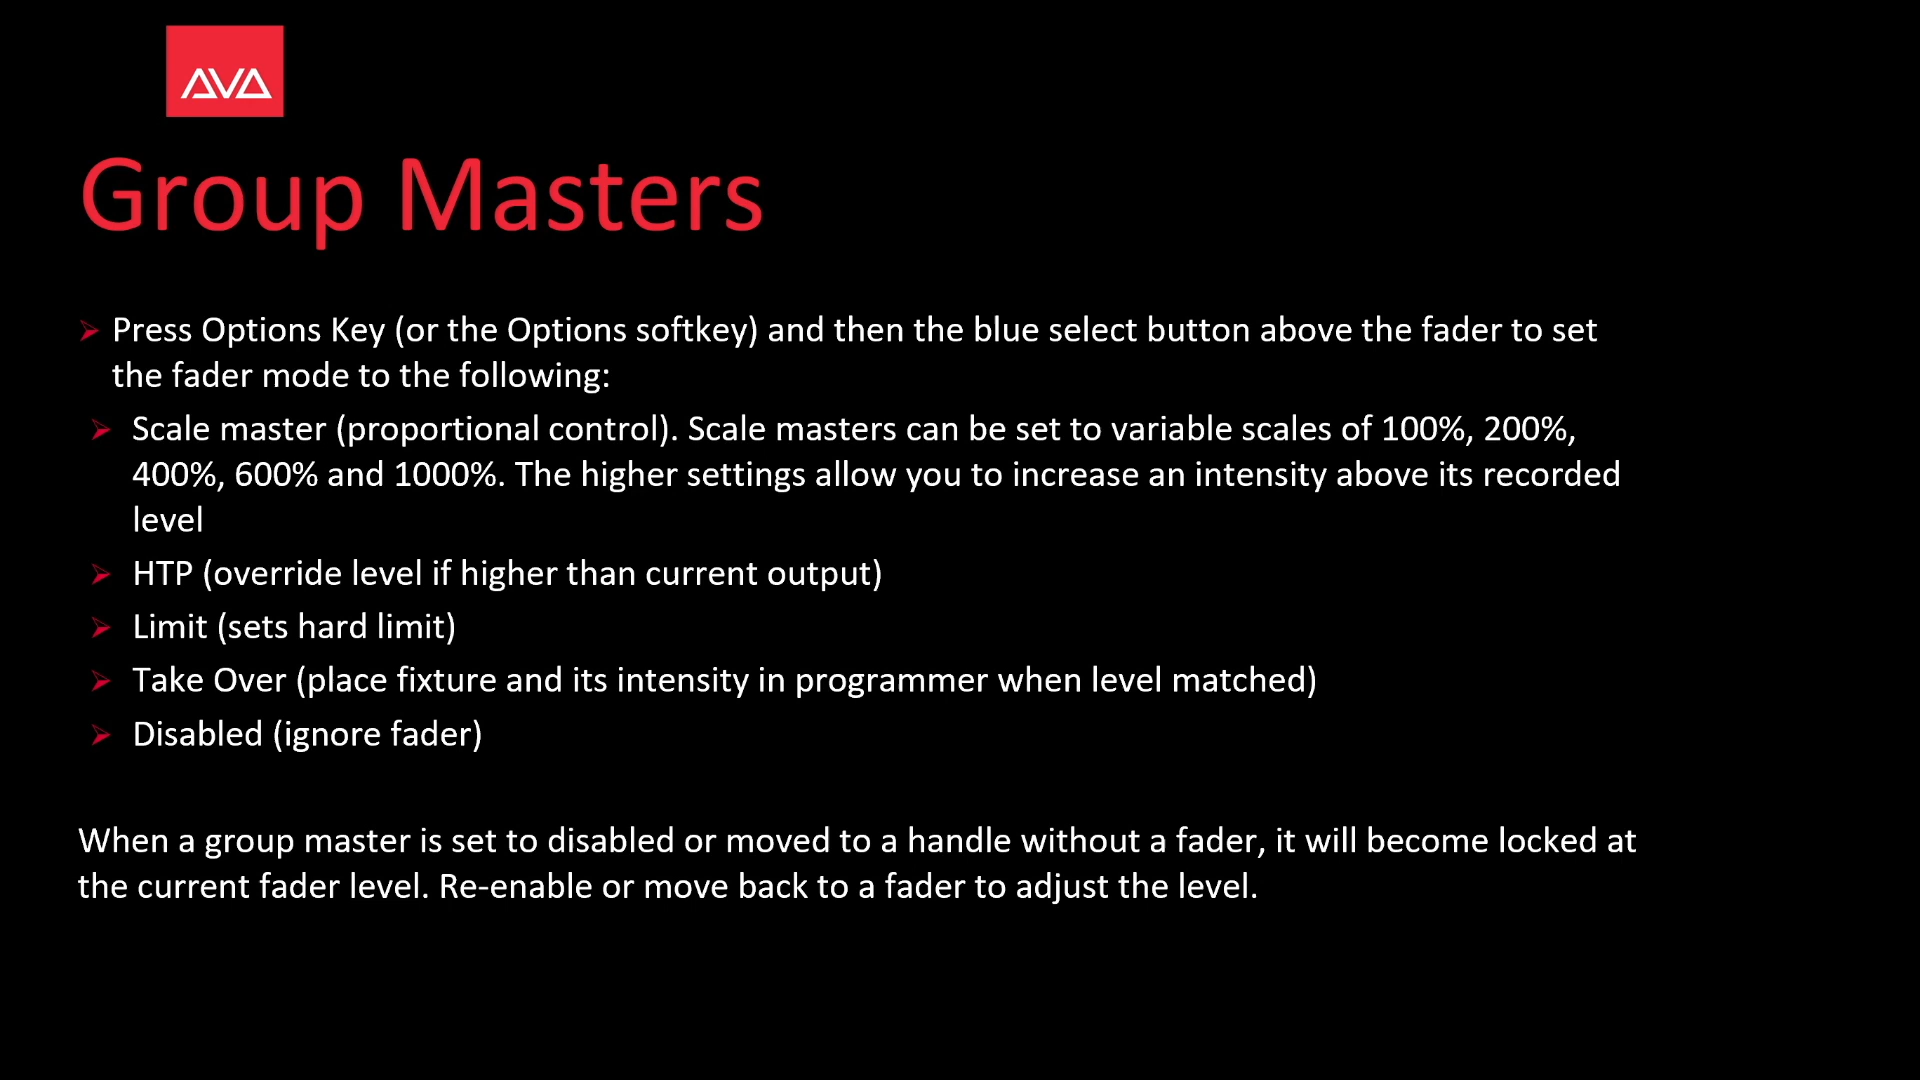 AVA
Group Masters
Press Options Key (or the Options softkey) and then the blue select button above the fader to set
the fader mode to the following:
Scale master (proportional control). Scale masters can be set to variable scales of 100%, 200%,
400%, 600% and 1000%. The higher settings allow you to increase an intensity above its recorded
level
HTP (override level if higher than current output)
Limit (sets hard limit)
Take Over (place fixture and its intensity in programmer when level matched)
Disabled (ignore fader)
When a group master is set to disabled or moved to a handle without a fader, it will become locked at
the current fader level. Re-enable or move back to a fader to adjust the level.